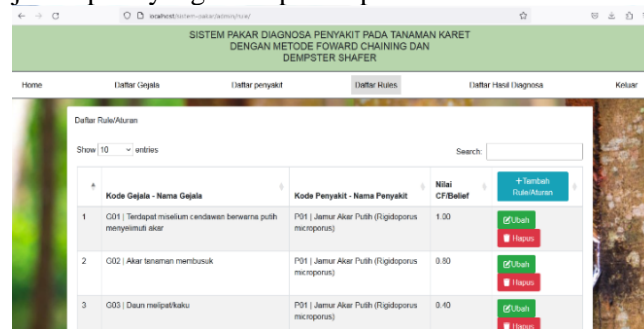 localhost/sistem-pakar/admin/rule/
SISTEM PAKAR DIAGNOSA PENYAKIT PADA TANAMAN KARET
DENGAN METODE FOWARD CHAINING DAN
DEMPSTER SHAFER
Home Daftar Gejala Daftar penyakit Daftar Rules Daftar Hasil Diagnosa Keluar
Daftar Rule/Aturan
Show 10 entries Search:
Kode Gejala - Nama Gejala Kode Penyakit - Nama Penyakit Nilai CF/Belief +Tambah Rule/Aturan
1 G01 | Terdapat miselium cendawan berwarna putih menyelimuti akar P01 | Jamur Akar Putih (Rigidoporus microporus) 1.00 Ubah Hapus
2 G02 | Akar tanaman membusuk P01 | Jamur Akar Putih (Rigidoporus microporus) 0.80 Ubah Hapus
3 G03 | Daun melipat/kaku P01 | Jamur Akar Putih (Rigidoporus microporus) 0.40 Ubah Hapus